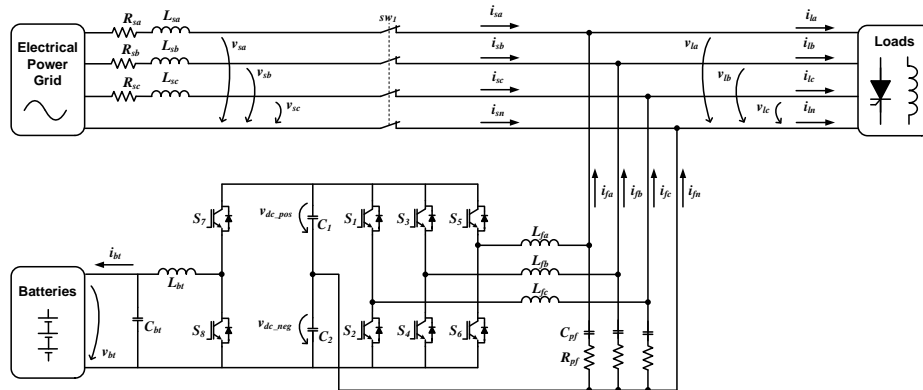 Electrical
Power
Grid
R_sa
L_sa
R_sb
L_sb
R_sc
L_sc
v_sa
v_sb
v_sc
sw_1
i_sa
i_sb
i_sc
i_sn
v_la
v_lb
v_lc
i_la
i_lb
i_lc
i_ln
Loads
i_fa
i_fb
i_fc
i_fn
S_7
v_dc_pos
C_1
S_1
S_3
S_5
L_fa
L_fb
L_fc
i_bt
L_bt
Batteries
v_bt
C_bt
S_8
v_dc_neg
C_2
S_2
S_4
S_6
C_pf
R_pf